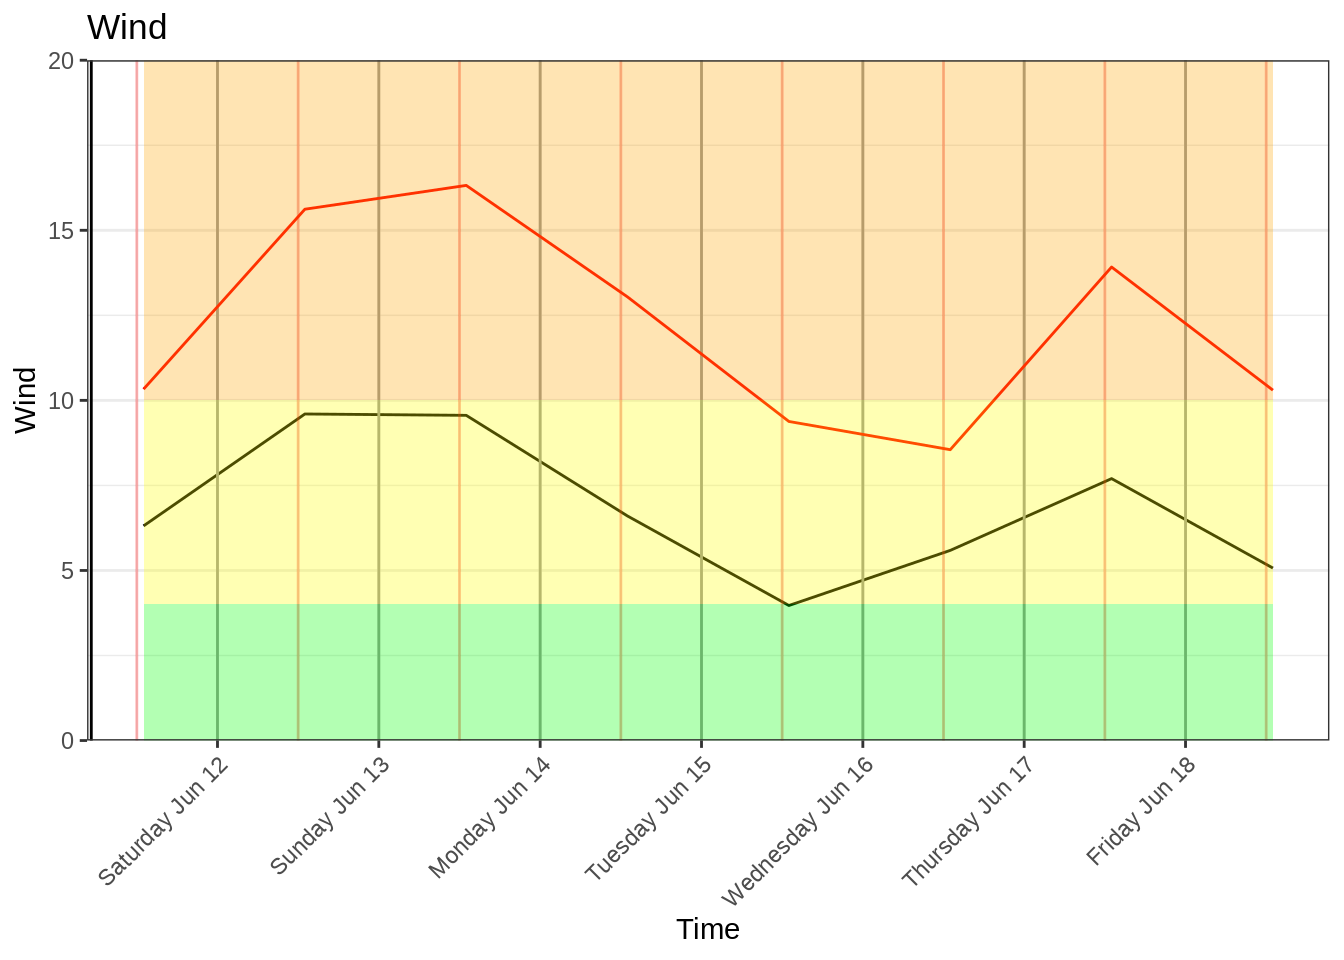 Wind
Wind
20
15
10
5
0
Saturday Jun 12
Sunday Jun 13
Monday Jun 14
Tuesday Jun 15
Wednesday Jun 16
Thursday Jun 17
Friday Jun 18
Time